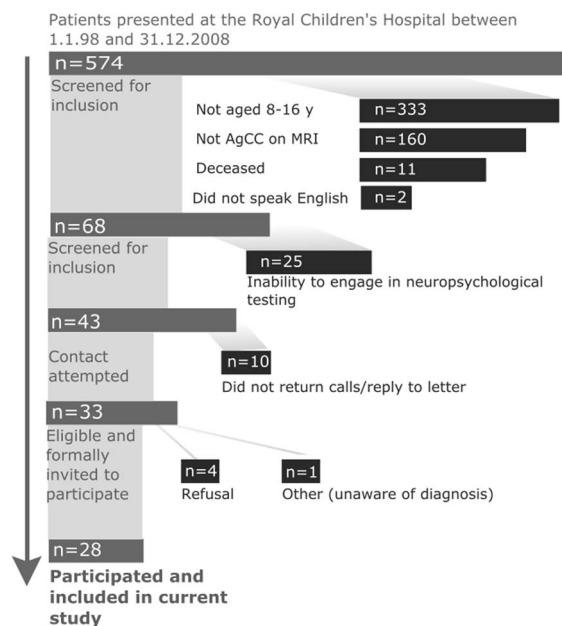 Patients presented at the Royal Children's Hospital between
1.1.98 and 31.12.2008
n=574
Screened for
inclusion
Not aged 8-16 y
n=333
Not AgCC on MRI
n=160
Deceased
n=11
Did not speak English
n=2
n=68
Screened for
inclusion
n=25
Inability to engage in neuropsychological
testing
n=43
Contact
attempted
n=10
Did not return calls/reply to letter
n=33
Eligible and
formally
invited to
participate
n=4
Refusal
n=1
Other (unaware of diagnosis)
n=28
Participated and
included in current
study